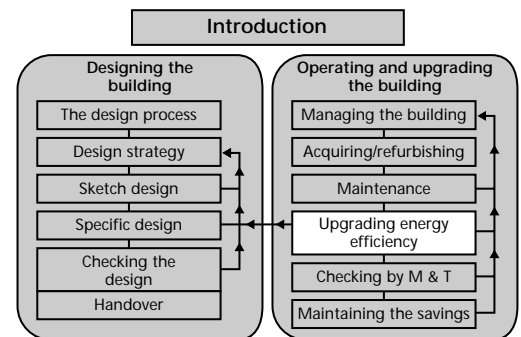 Introduction
Designing the
building
The design process
Design strategy
Sketch design
Specific design
Checking the
design
Handover
Operating and upgrading
the building
Managing the building
Acquiring/refurbishing
Maintenance
Upgrading energy
efficiency
Checking by M & T
Maintaining the savings